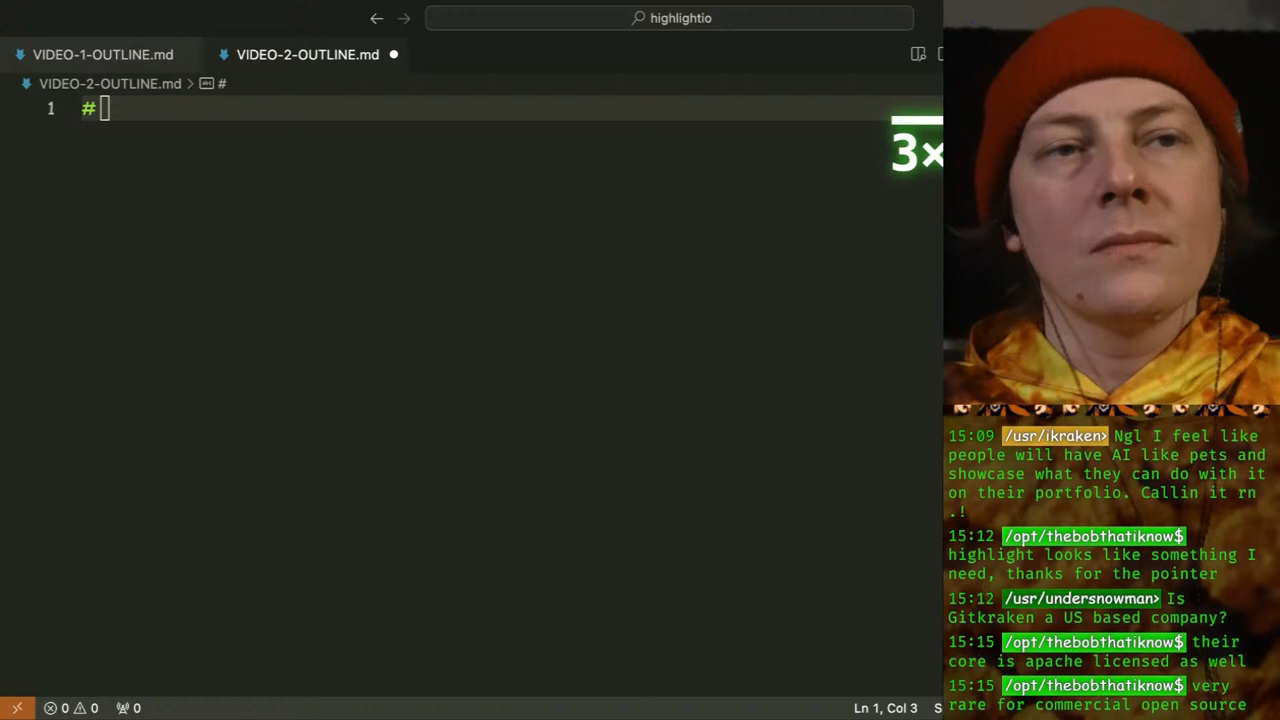 highlightio
VIDEO-1-OUTLINE.md
VIDEO-2-OUTLINE.md
VIDEO-2-OUTLINE.md > #
1 #
3×
15:09 /usr/ikraken> Ngl I feel like
people will have AI like pets and
showcase what they can do with it
on their portfolio. Callin it rn
.!
15:12 /opt/thebobthatiknow$
highlight looks like something I
need, thanks for the pointer
15:12 /usr/undersnowman> Is
Gitkraken a US based company?
15:15 /opt/thebobthatiknow$ their
core is apache licensed as well
15:15 /opt/thebobthatiknow$ very
rare for commercial open source
0 0 0 Ln 1, Col 3 S